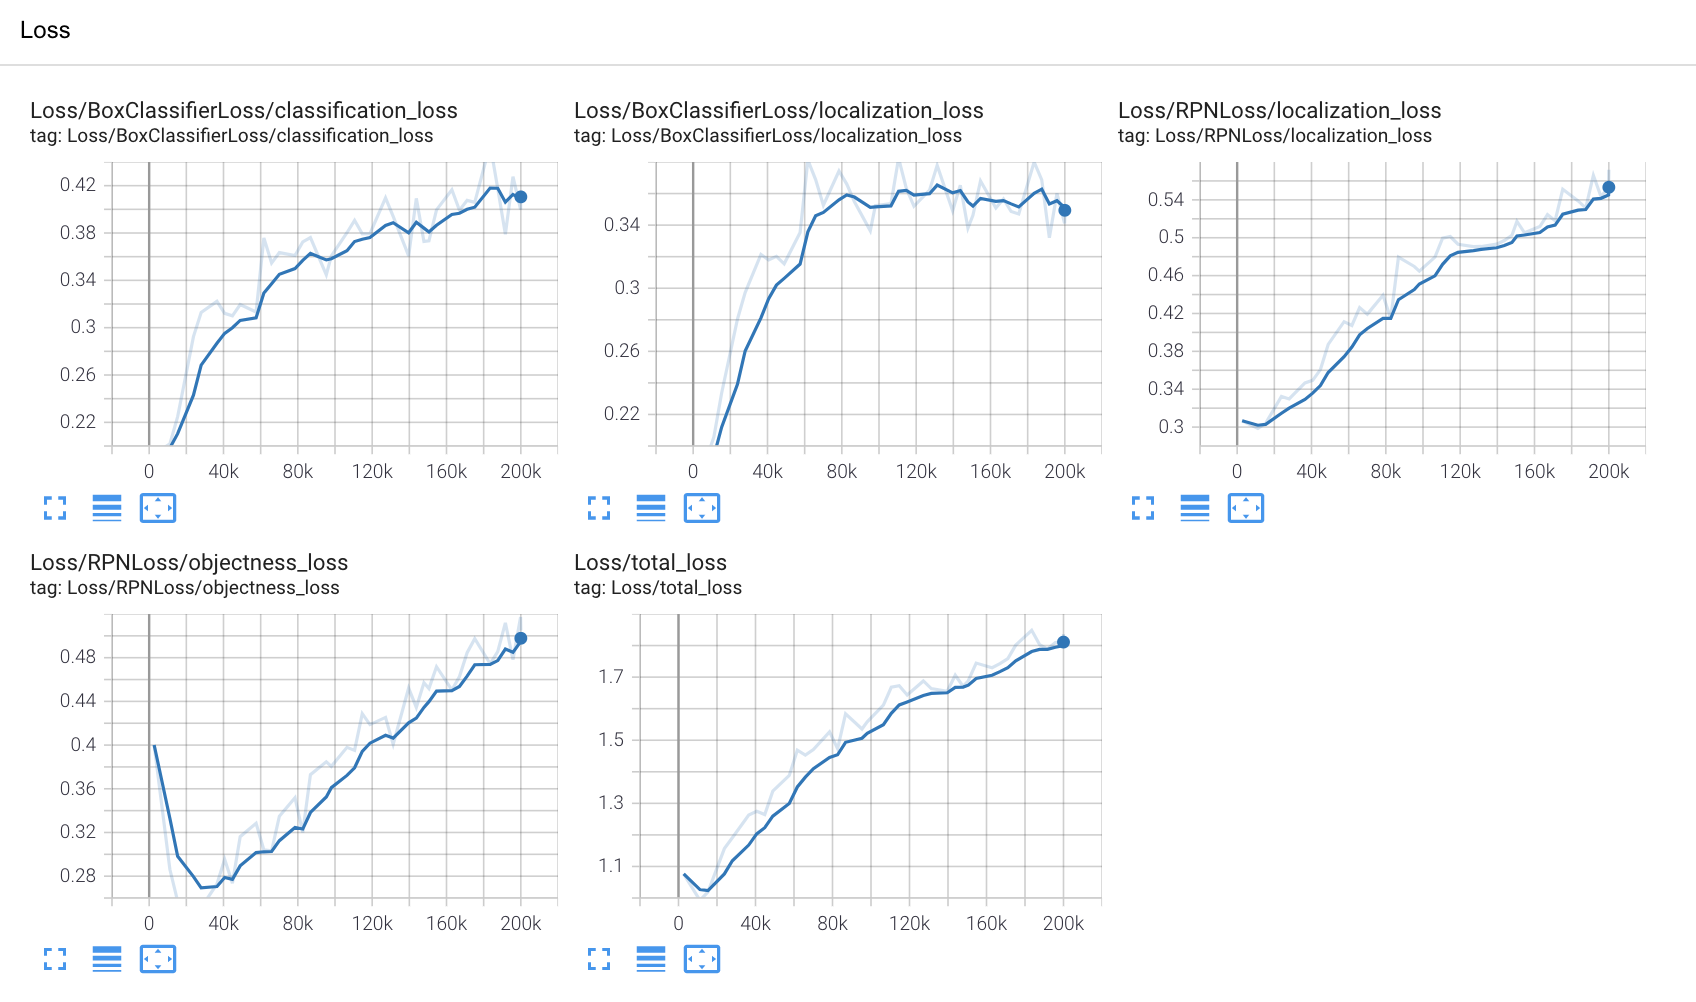 Loss
Loss/BoxClassifierLoss/classification_loss
tag: Loss/BoxClassifierLoss/classification_loss
0.42
0.38
0.34
0.3
0.26
0.22
0 40k 80k 120k 160k 200k
Loss/BoxClassifierLoss/localization_loss
tag: Loss/BoxClassifierLoss/localization_loss
0.34
0.3
0.26
0.22
0 40k 80k 120k 160k 200k
Loss/RPNLoss/localization_loss
tag: Loss/RPNLoss/localization_loss
0.54
0.5
0.46
0.42
0.38
0.34
0.3
0 40k 80k 120k 160k 200k
Loss/RPNLoss/objectness_loss
tag: Loss/RPNLoss/objectness_loss
0.48
0.44
0.4
0.36
0.32
0.28
0 40k 80k 120k 160k 200k
Loss/total_loss
tag: Loss/total_loss
1.7
1.5
1.3
1.1
0 40k 80k 120k 160k 200k